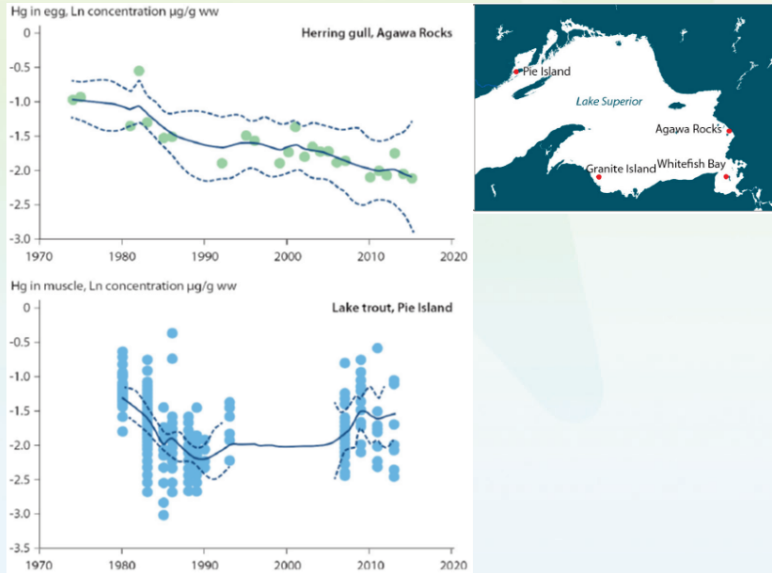 Hg in egg, Ln concentration µg/g ww
Herring gull, Agawa Rocks
0
-0.5
-1.0
-1.5
-2.0
-2.5
-3.0
1970 1980 1990 2000 2010 2020
Pie Island
Lake Superior
Agawa Rocks
Granite Island
Whitefish Bay
Hg in muscle, Ln concentration µg/g ww
Lake trout, Pie Island
0
-0.5
-1.0
-1.5
-2.0
-2.5
-3.0
-3.5
1970 1980 1990 2000 2010 2020